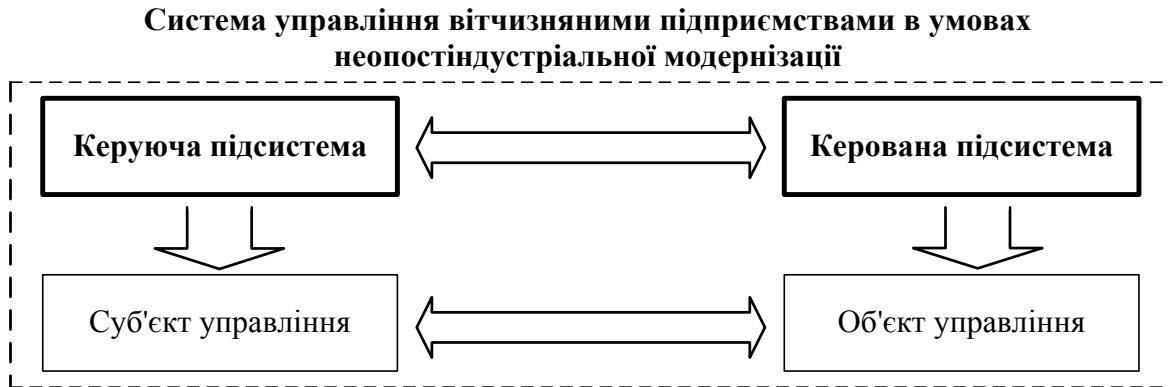 Система управління вітчизняними підприємствами в умовах
неопостіндустріальної модернізації
Керуюча підсистема
Керована підсистема
Суб'єкт управління
Об'єкт управління